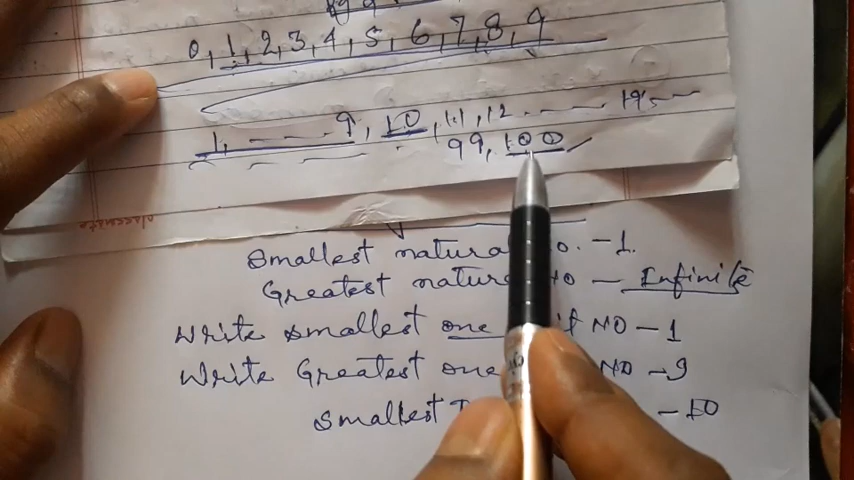 0, 1, 2, 3, 4, 5, 6, 7, 8, 9
1, ------ 9, 10, 11, 12 ------ 19, ---
99, 100
Smallest natural No. - 1.
Greatest natural No - Infinite
Write smallest one NO - 1
Write Greatest one NO - 9
Smallest - 10
classmate